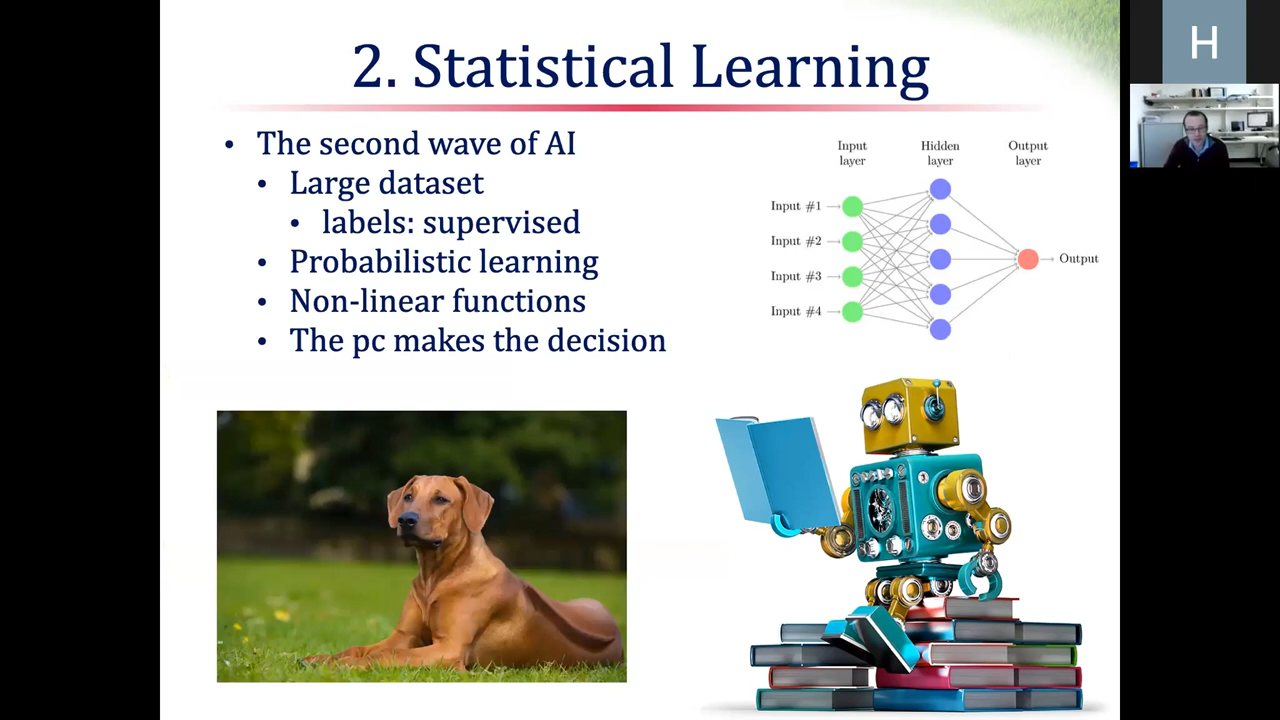 2. Statistical Learning
• The second wave of AI
• Large dataset
• labels: supervised
• Probabilistic learning
• Non-linear functions
• The pc makes the decision
Input layer
Hidden layer
Output layer
Input #1
Input #2
Input #3
Input #4
Output
H